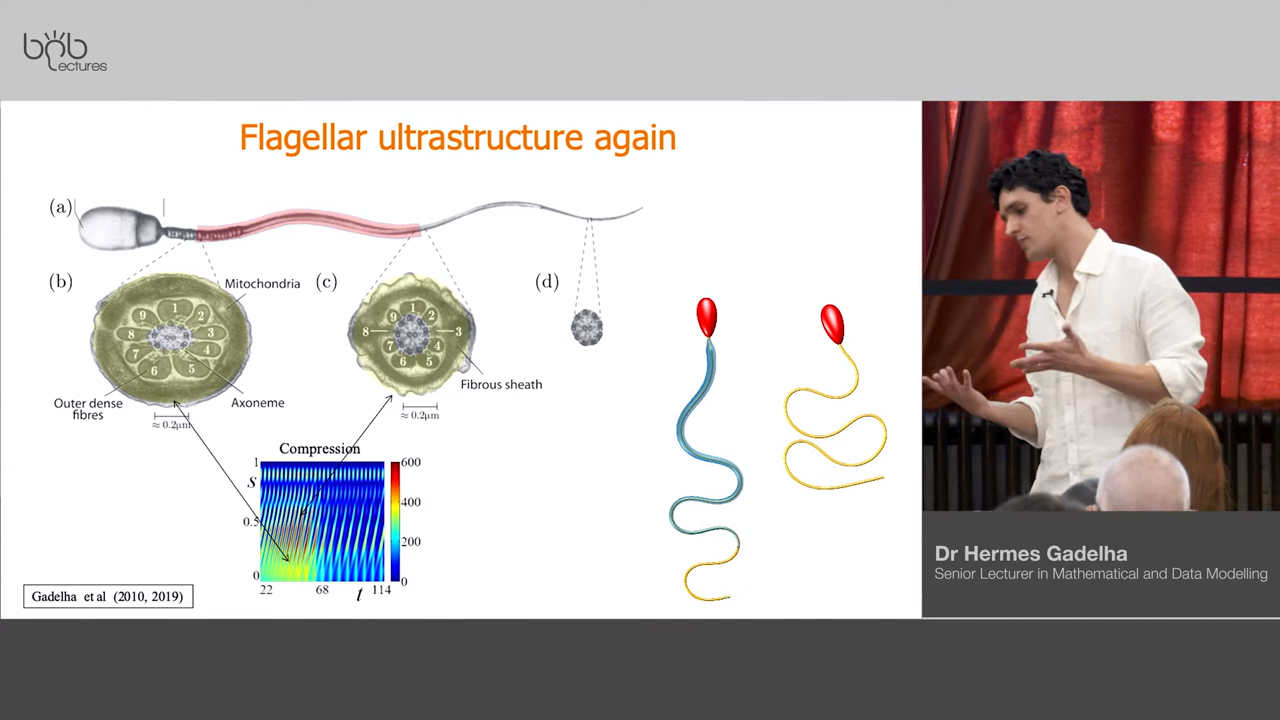 bnb
Lectures
Flagellar ultrastructure again
(a)
(b)
Mitochondria
9
1
2
8
3
7
4
6
5
Outer dense
fibres
Axoneme
≈ 0.2μm
(c)
9
1
2
8
3
7
4
6
5
Fibrous sheath
≈ 0.2μm
(d)
Compression
1
s
0.5
0
22
68
t
114
600
400
200
0
Gadelha et al (2010, 2019)
Dr Hermes Gadelha
Senior Lecturer in Mathematical and Data Modelling